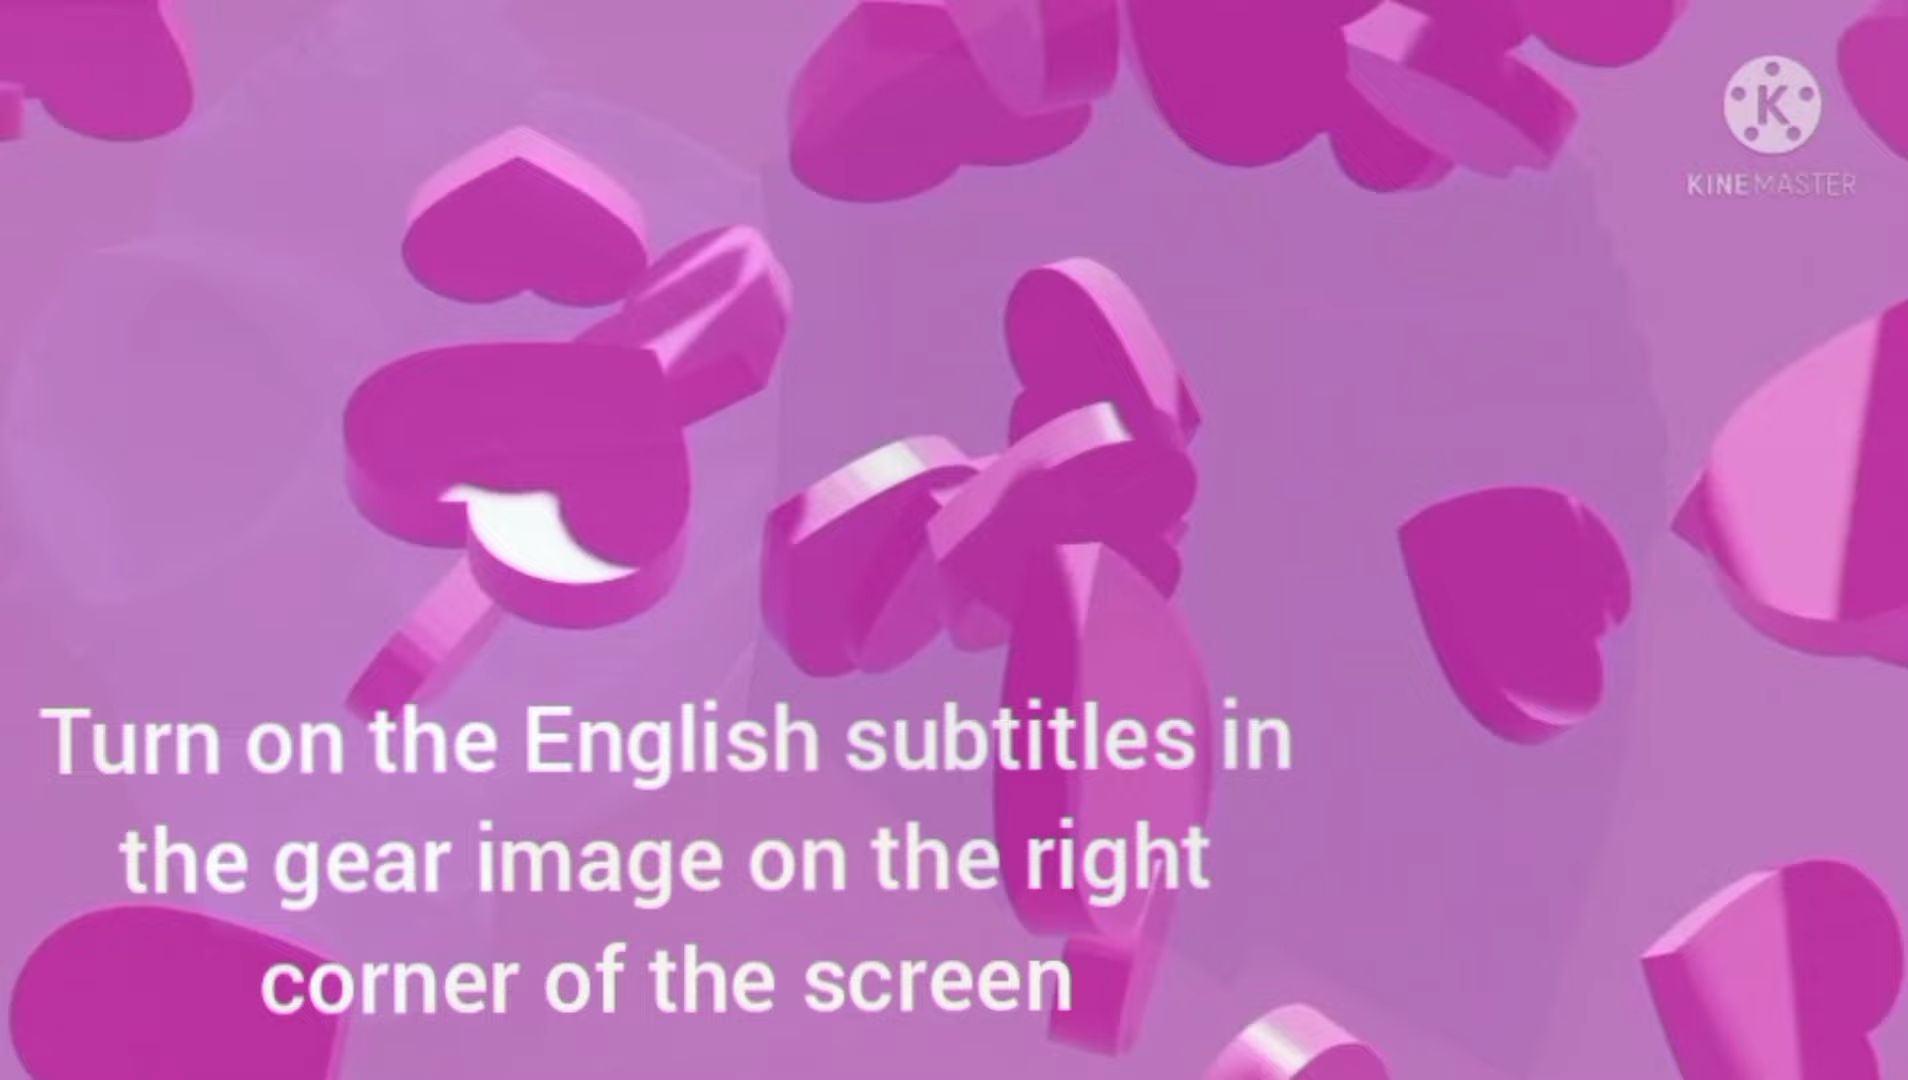 K
KINEMASTER
Turn on the English subtitles in
the gear image on the right
corner of the screen